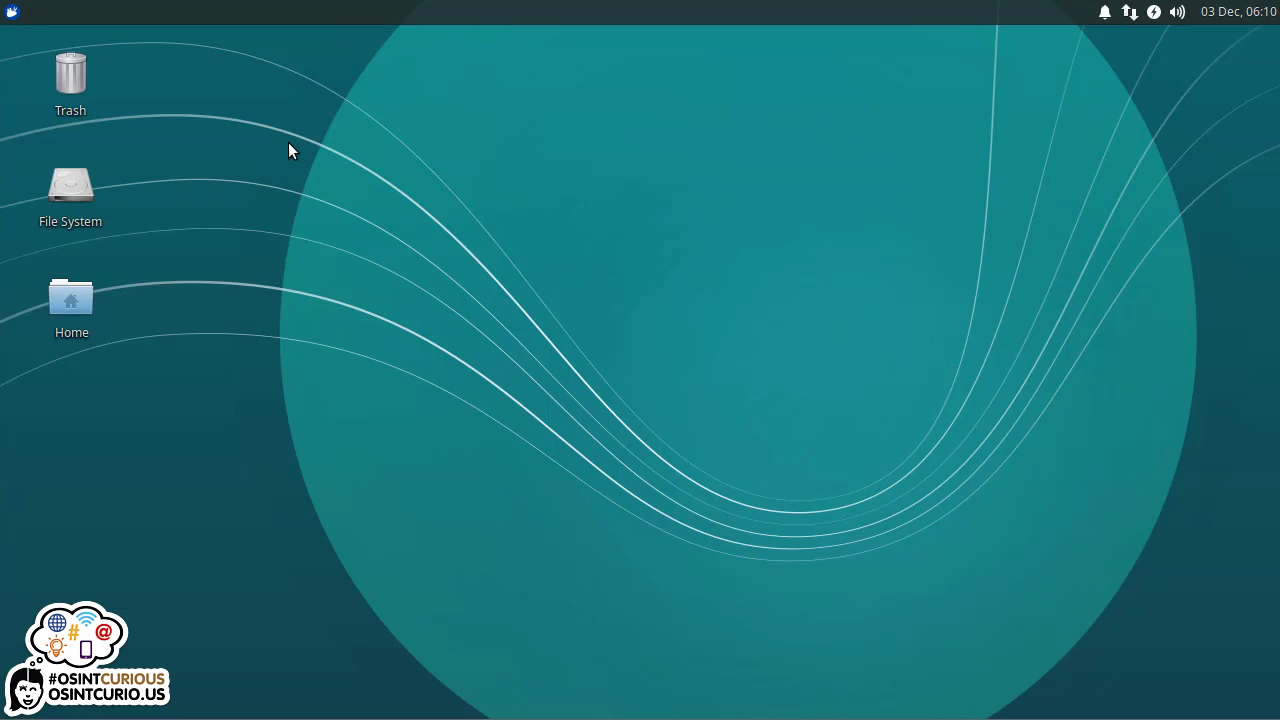 03 Dec, 06:10
Trash
File System
Home
#
@
#OSINTCURIOUS
OSINTCURIO.US